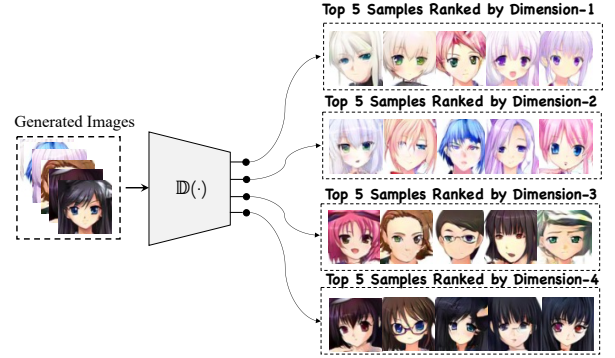 Top 5 Samples Ranked by Dimension-1
Top 5 Samples Ranked by Dimension-2
Generated Images
𝔻(·)
Top 5 Samples Ranked by Dimension-3
Top 5 Samples Ranked by Dimension-4